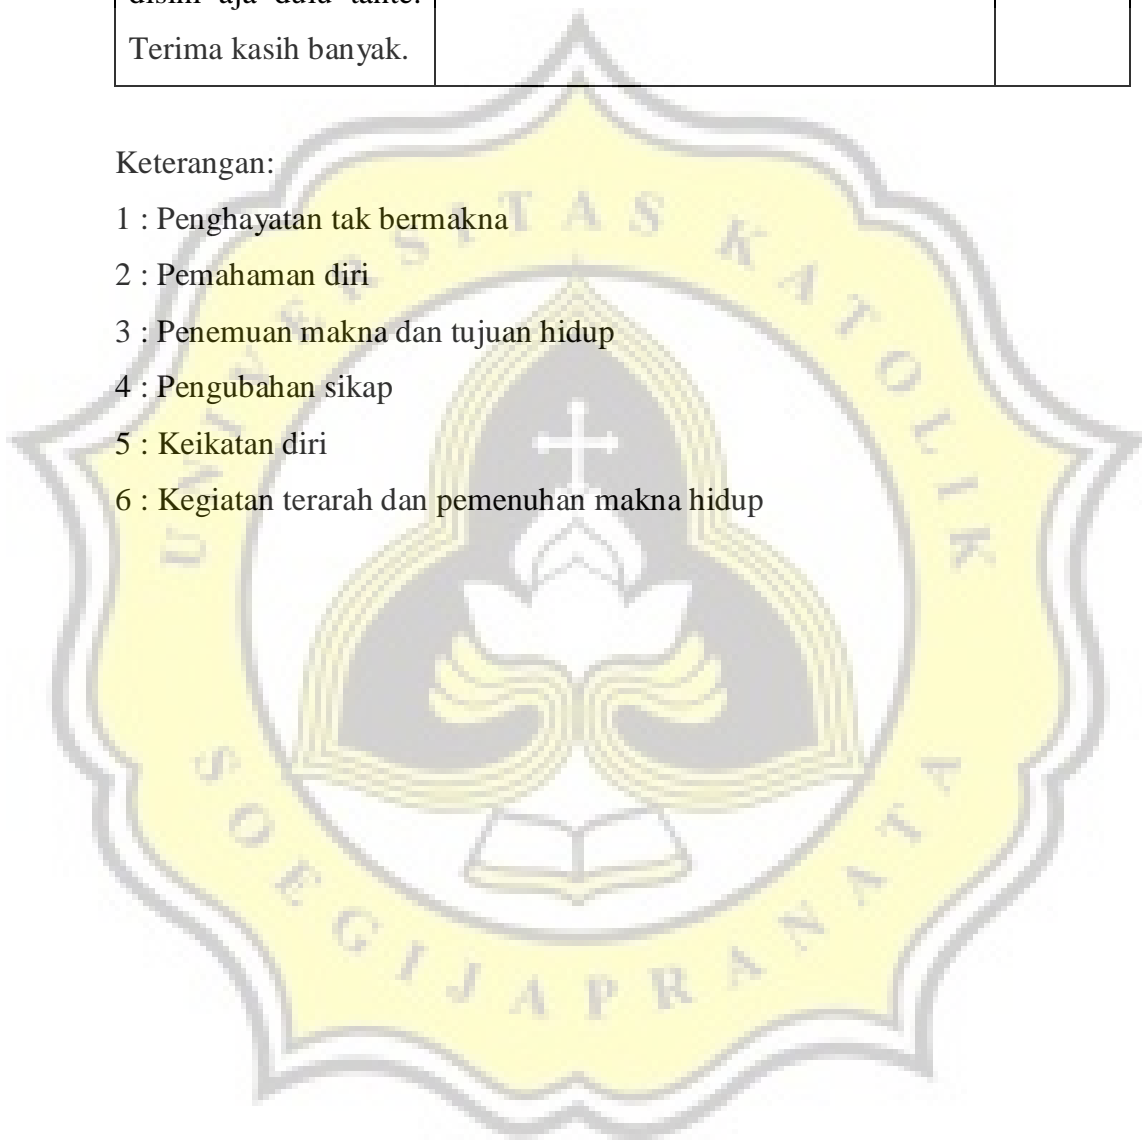 disini aja dulu tante.
Terima kasih banyak.
Keterangan:
1 : Penghayatan tak bermakna
2 : Pemahaman diri
3 : Penemuan makna dan tujuan hidup
4 : Pengubahan sikap
5 : Keikatan diri
6 : Kegiatan terarah dan pemenuhan makna hidup
UNIVERSITAS KATOLIK
SOEGIJAPRANATA